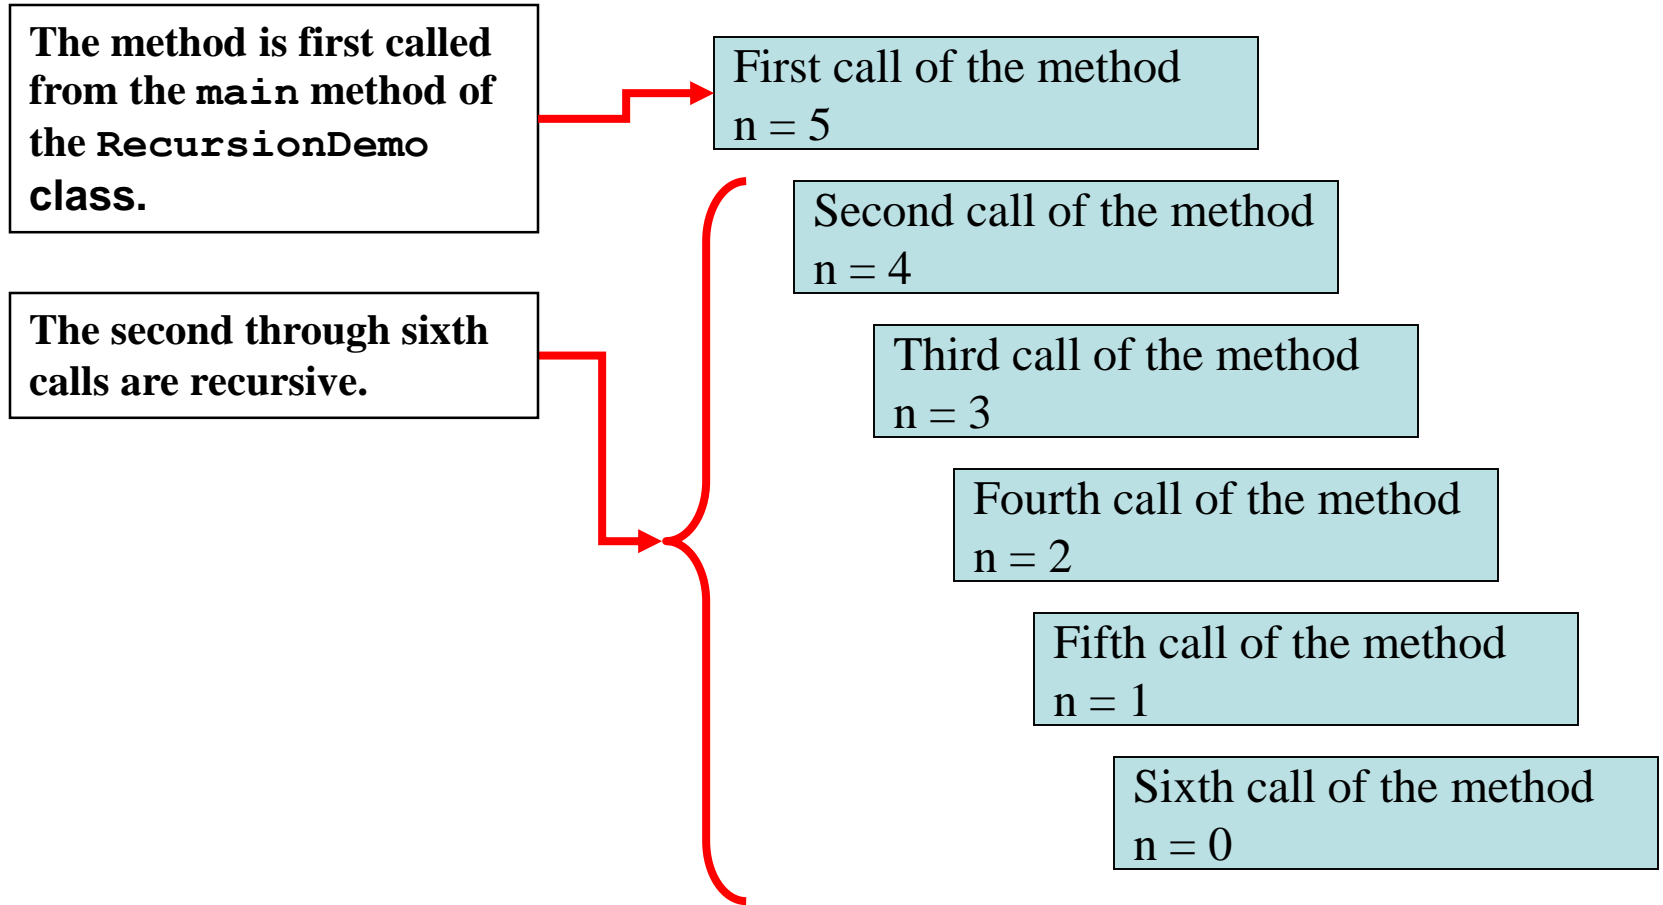 The method is first called
from the main method of
the RecursionDemo
class.
The second through sixth
calls are recursive.
First call of the method
n = 5
Second call of the method
n = 4
Third call of the method
n = 3
Fourth call of the method
n = 2
Fifth call of the method
n = 1
Sixth call of the method
n = 0